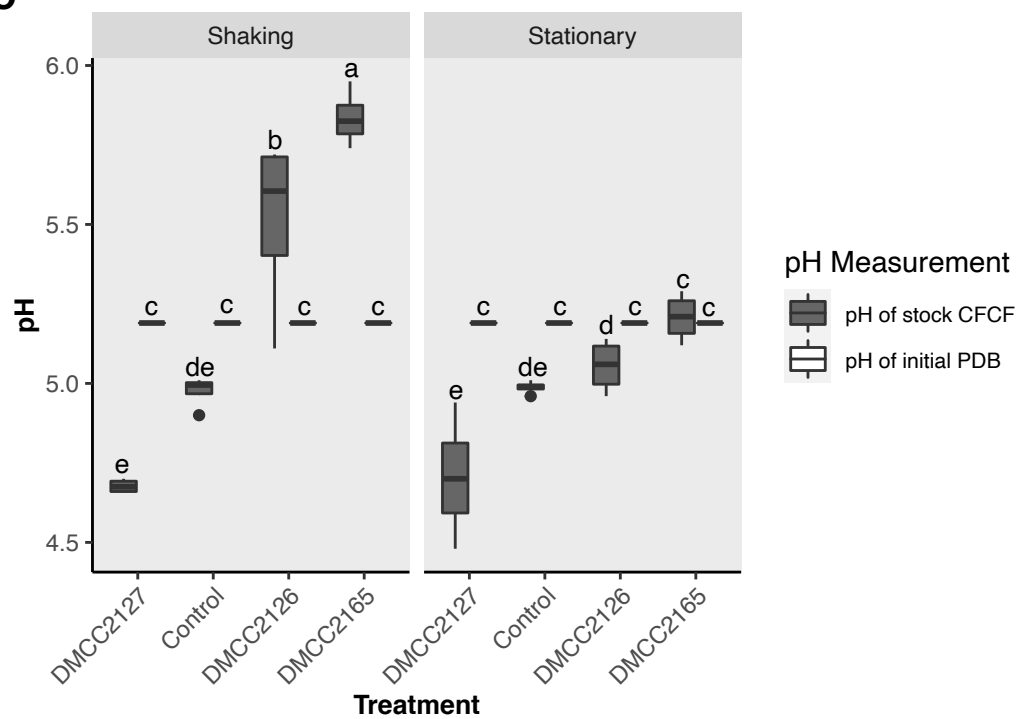 Shaking
Stationary
6.0
5.5
5.0
4.5
pH
a
b
c
c
c
c
de
e
c
c
c
c
c
d
de
e
DMCC2127
Control
DMCC2126
DMCC2165
DMCC2127
Control
DMCC2126
DMCC2165
Treatment
pH Measurement
pH of stock CFCF
pH of initial PDB